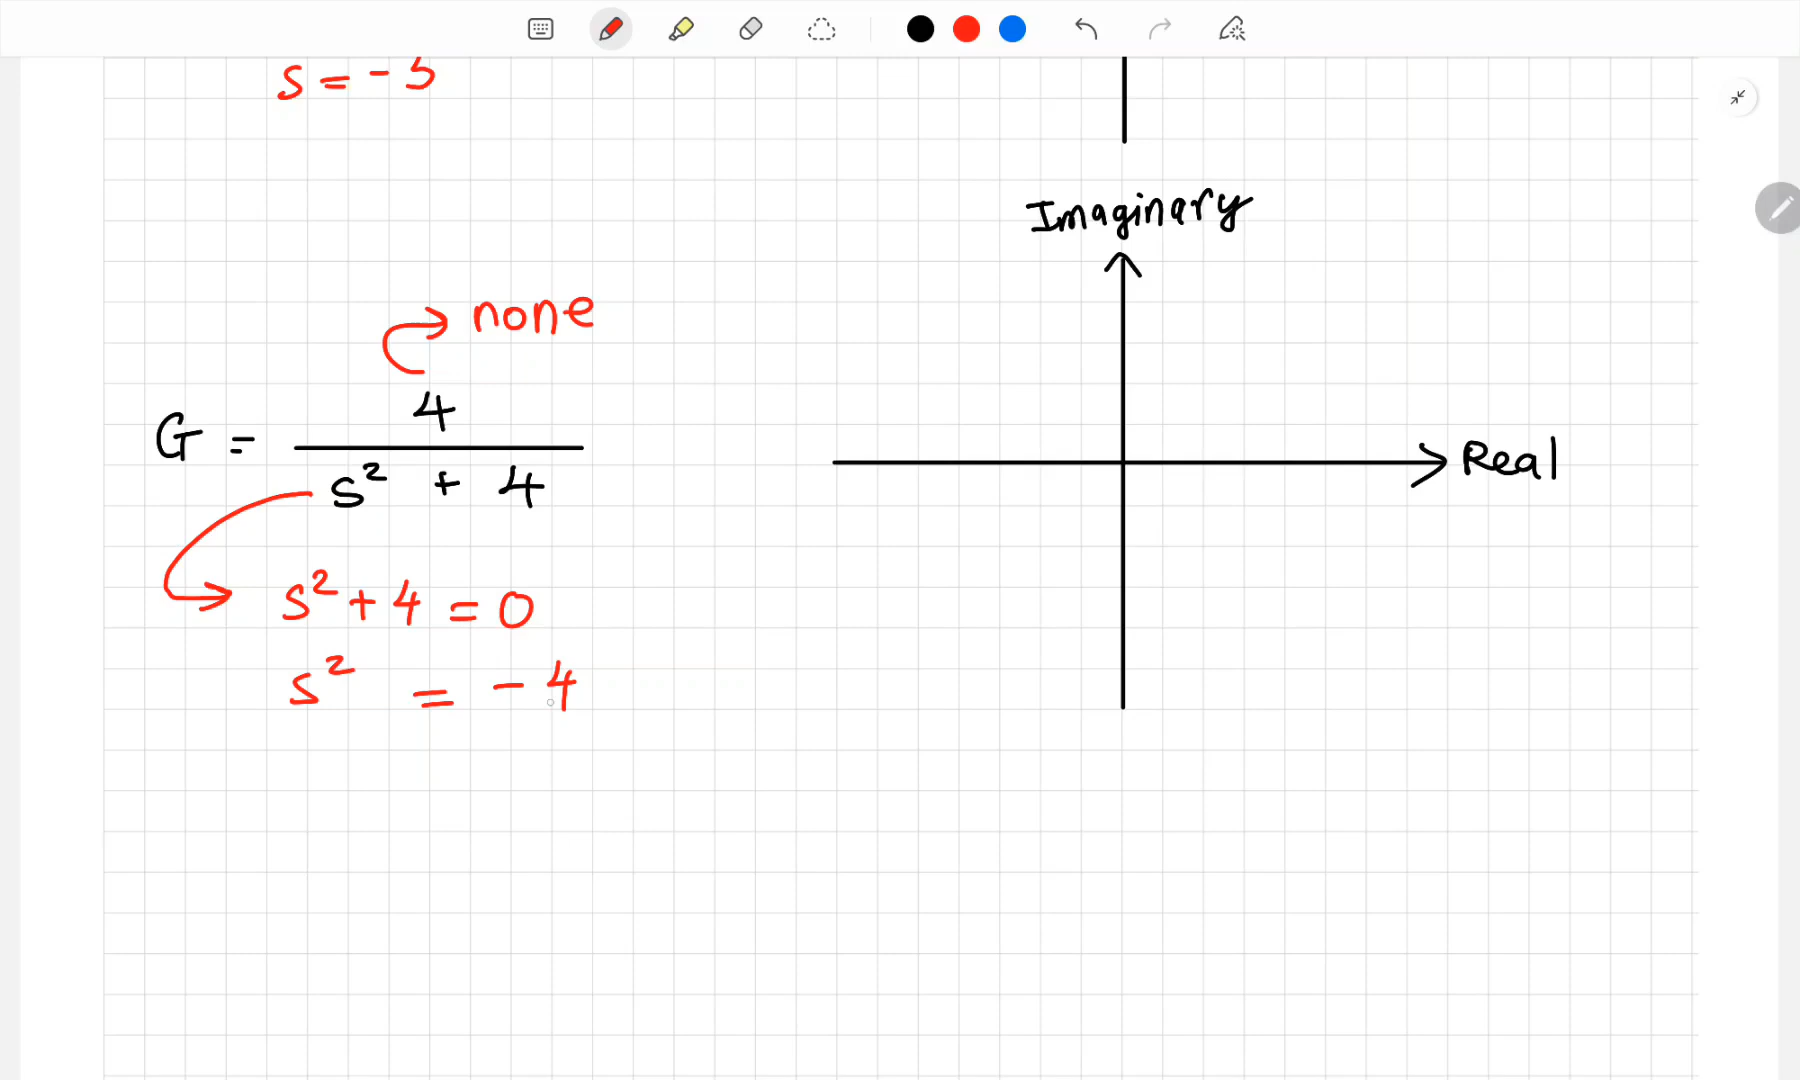 s = - 5
Imaginary
none
G = 4 / (s² + 4)
Real
s² + 4 = 0
s² = - 4